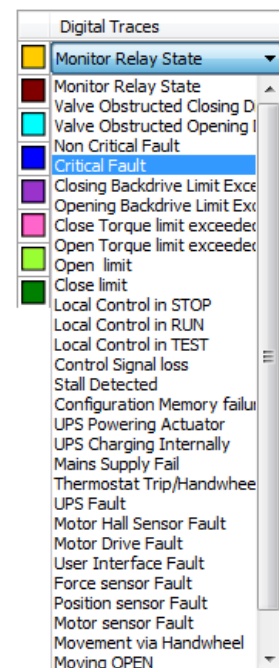 Digital Traces
Monitor Relay State
Monitor Relay State
Valve Obstructed Closing D
Valve Obstructed Opening
Non Critical Fault
Critical Fault
Closing Backdrive Limit Exce
Opening Backdrive Limit Exc
Close Torque limit exceeded
Open Torque limit exceeded
Open limit
Close limit
Local Control in STOP
Local Control in RUN
Local Control in TEST
Control Signal loss
Stall Detected
Configuration Memory failur
UPS Powering Actuator
UPS Charging Internally
Mains Supply Fail
Thermostat Trip/Handwhee
UPS Fault
Motor Hall Sensor Fault
Motor Drive Fault
User Interface Fault
Force sensor Fault
Position sensor Fault
Motor sensor Fault
Movement via Handwheel
Moving OPEN